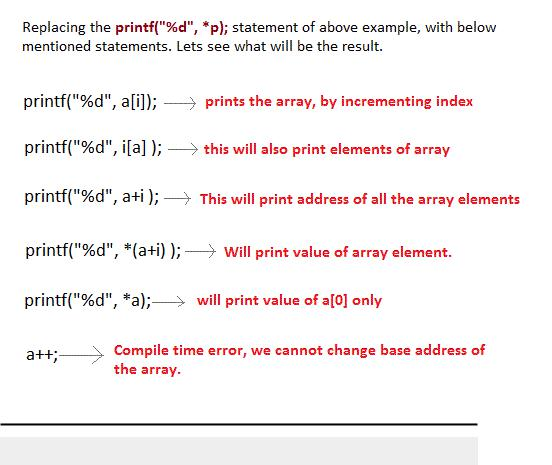 Replacing the printf("%d", *p); statement of above example, with below
mentioned statements. Lets see what will be the result.
printf("%d", a[i]); prints the array, by incrementing index
printf("%d", i[a] ); this will also print elements of array
printf("%d", a+i ); This will print address of all the array elements
printf("%d", *(a+i) ); Will print value of array element.
printf("%d", *a); will print value of a[0] only
a++; Compile time error, we cannot change base address of
the array.